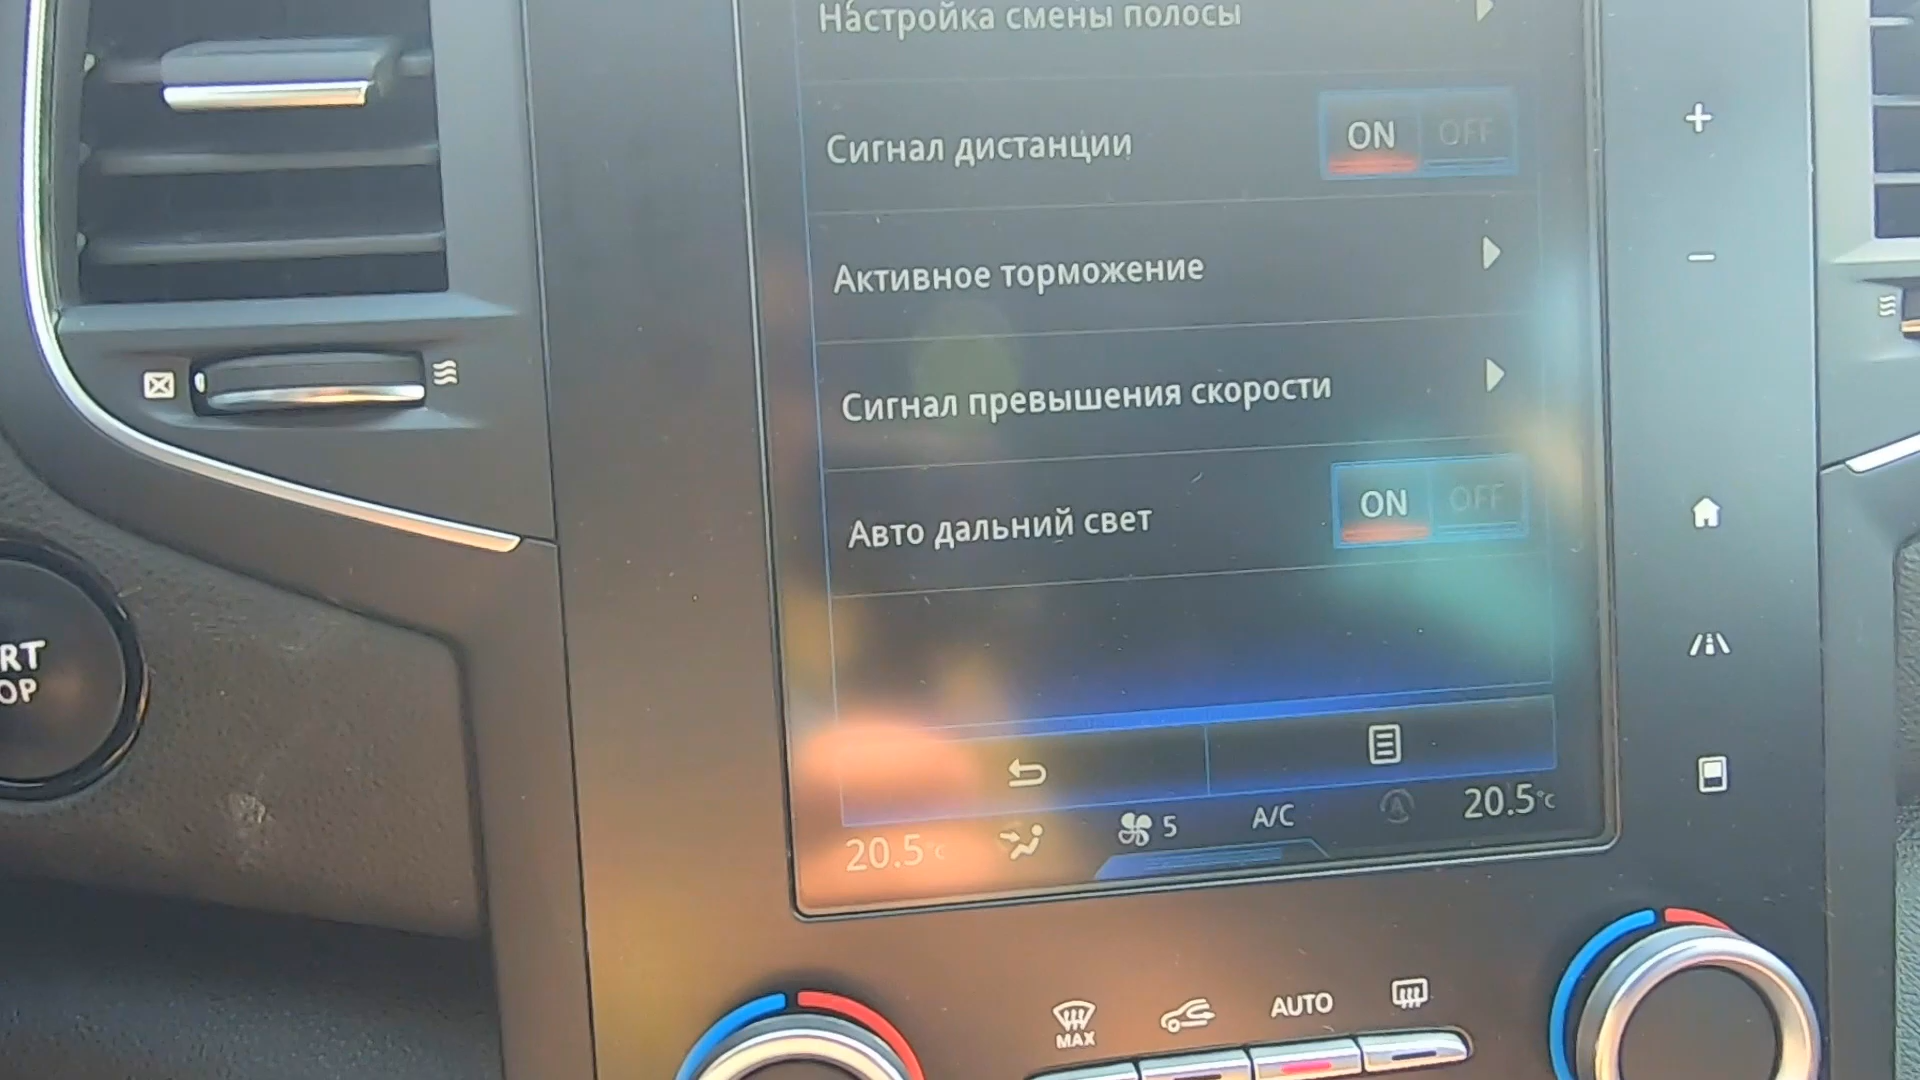 Настройка смены полосы
Сигнал дистанции
ON OFF
Активное торможение
Сигнал превышения скорости
Авто дальний свет
ON OFF
20.5°C
5
A/C
A
20.5°C
RT
OP
MAX
AUTO